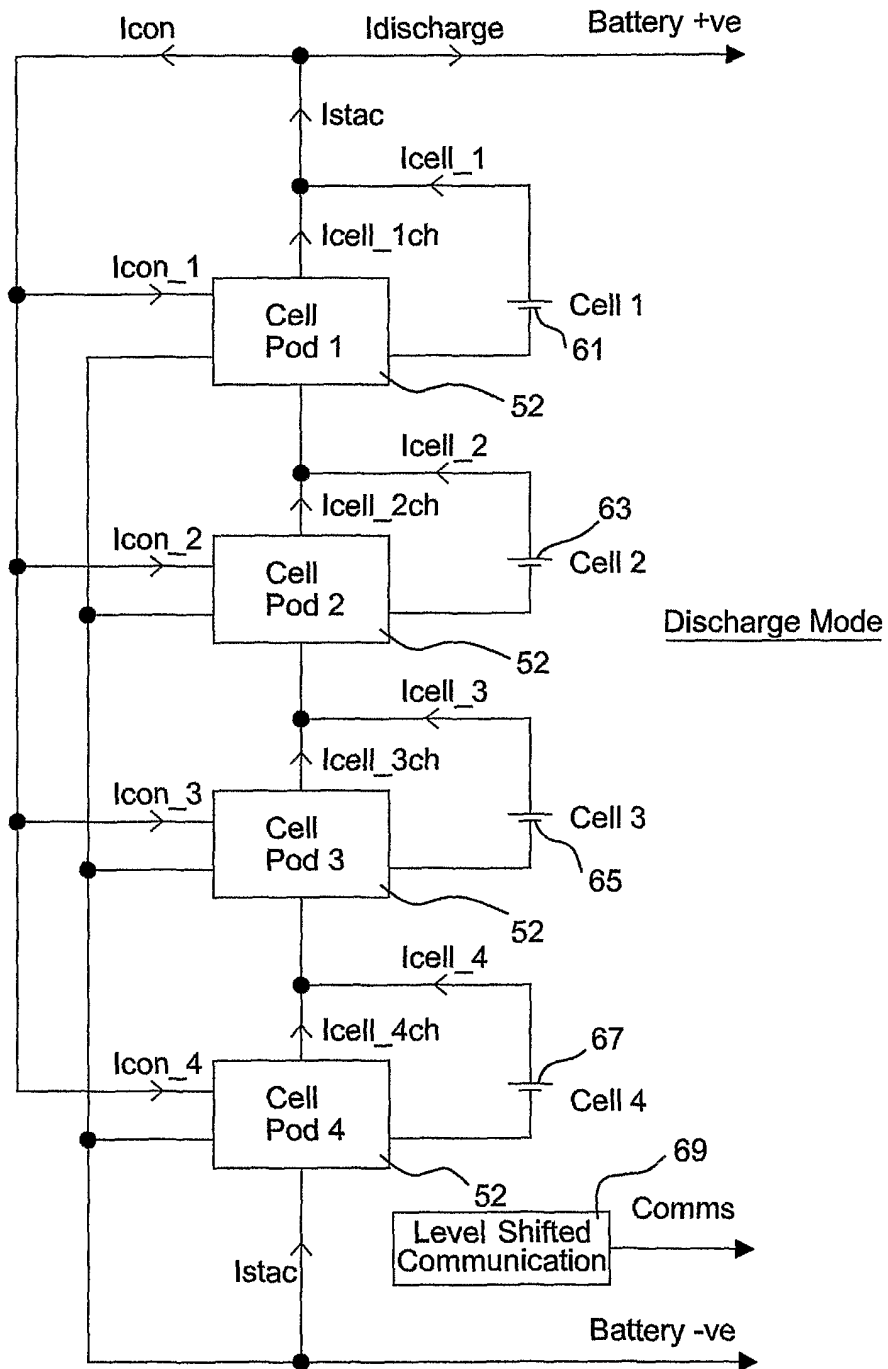 Icon
Idischarge
Battery +ve
Istac
Icell_1
Icell_1ch
Icon_1
Cell
Pod 1
Cell 1
61
52
Icell_2
Icell_2ch
63
Icon_2
Cell
Pod 2
Cell 2
Discharge Mode
52
Icell_3
Icell_3ch
Icon_3
Cell
Pod 3
Cell 3
65
52
Icell_4
Icell_4ch
67
Icon_4
Cell
Pod 4
Cell 4
69
52
Comms
Level Shifted
Communication
Istac
Battery -ve